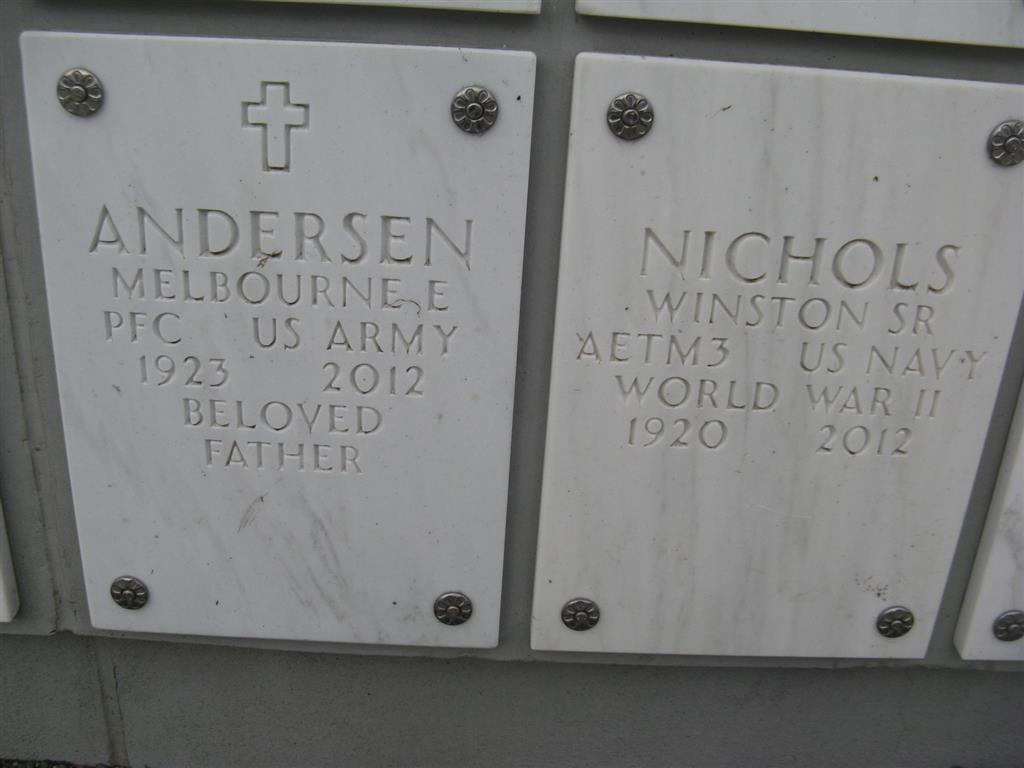 ANDERSEN
MELBOURNE E
PFC US ARMY
1923 2012
BELOVED
FATHER
NICHOLS
WINSTON SR
AETM3 US NAVY
WORLD WAR II
1920 2012